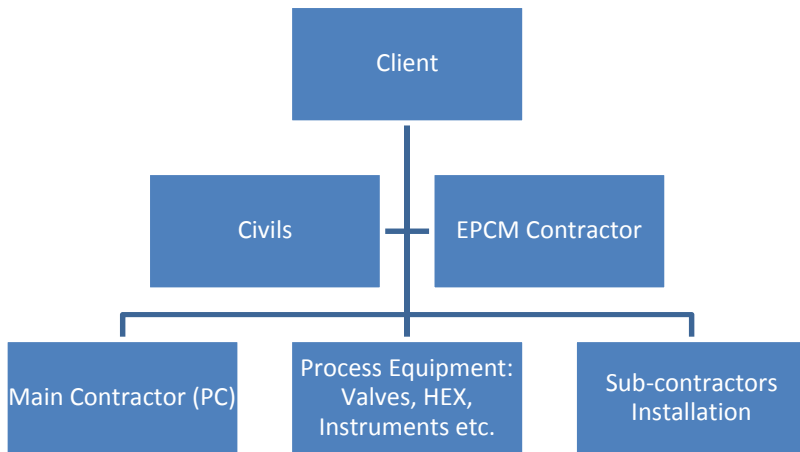 Client
Civils
EPCM Contractor
Main Contractor (PC)
Process Equipment:
Valves, HEX,
Instruments etc.
Sub-contractors
Installation